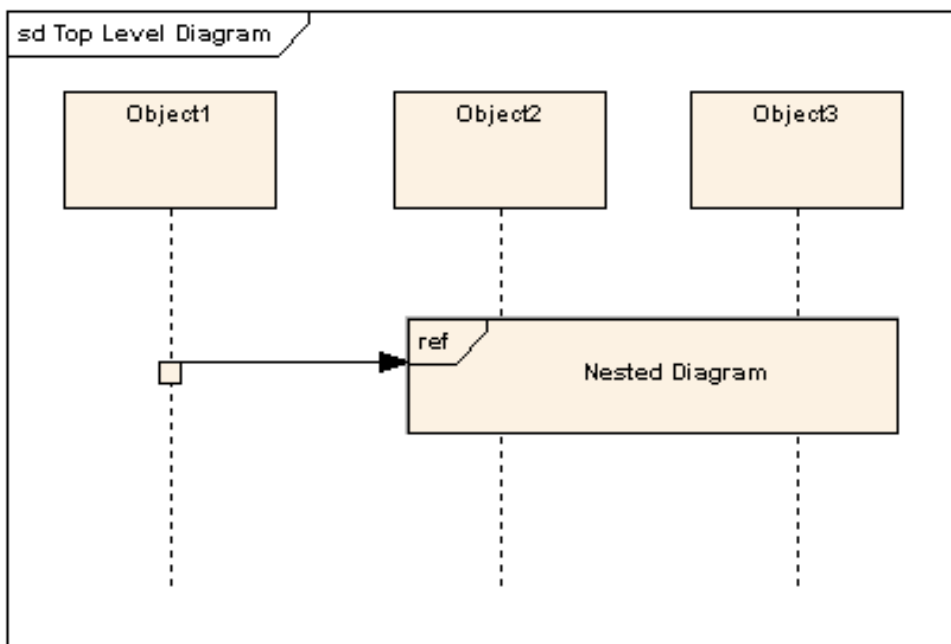 sd Top Level Diagram
Object1
Object2
Object3
ref
Nested Diagram